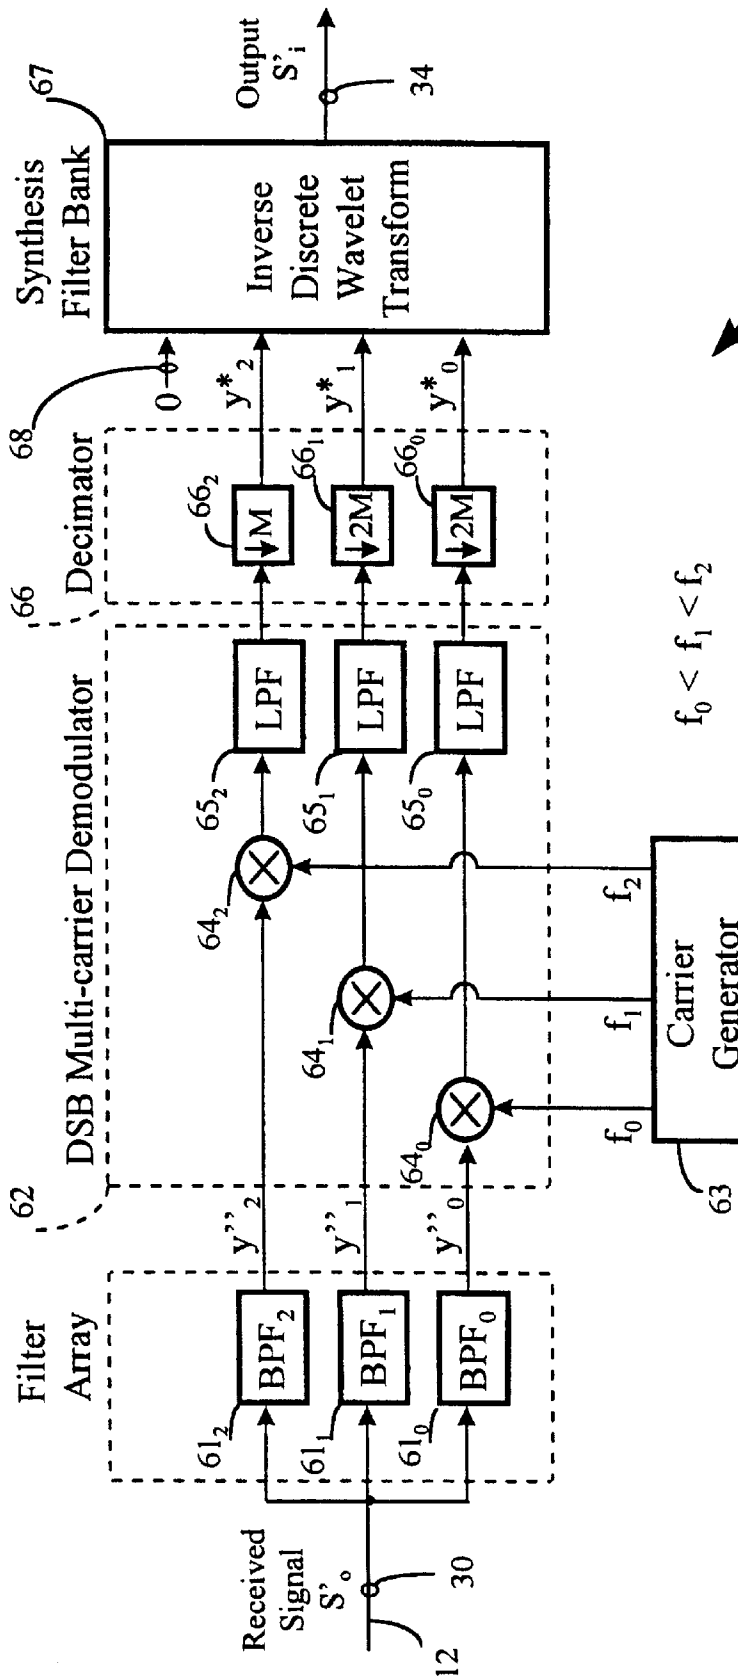 Filter
Array
62
DSB Multi-carrier Demodulator
66
Decimator
68
Synthesis
Filter Bank
67
Received
Signal
S'o
30
12
61₂
BPF₂
61₁
BPF₁
61₀
BPF₀
y''₂
y''₁
y''₀
64₂
64₁
64₀
65₂
LPF
65₁
LPF
65₀
LPF
66₂
↓M
66₁
↓2M
66₀
↓2M
0
y*₂
y*₁
y*₀
Inverse
Discrete
Wavelet
Transform
Output
S'i
34
f₀
f₁
f₂
63
Carrier
Generator
f₀ < f₁ < f₂